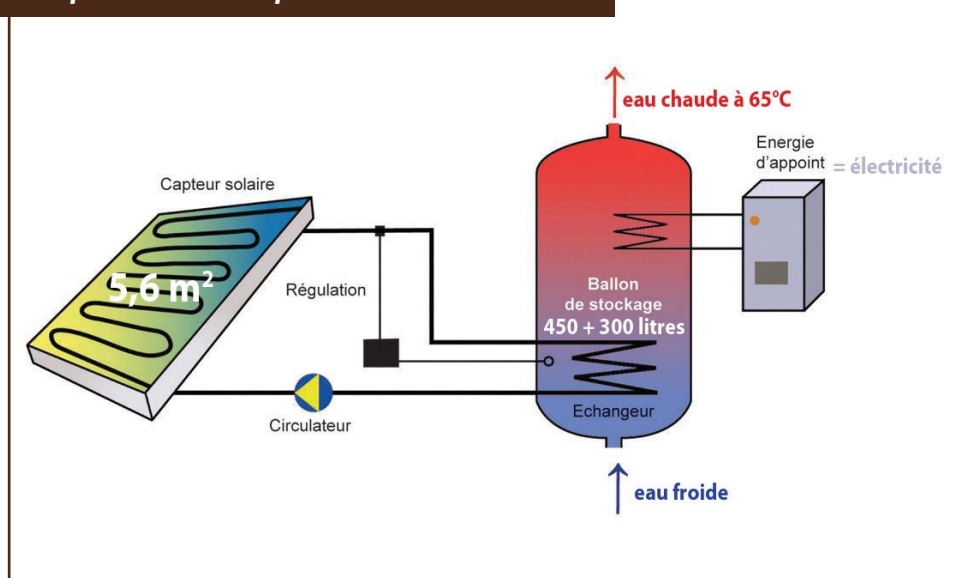 eau chaude à 65°C
Energie
d'appoint = électricité
Capteur solaire
5,6 m²
Régulation
Ballon
de stockage
450 + 300 litres
Echangeur
Circulateur
eau froide